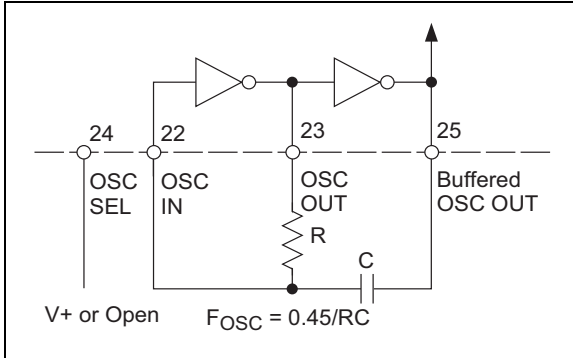 24
22
23
25
OSC
SEL
OSC
IN
OSC
OUT
Buffered
OSC OUT
R
C
V+ or Open
FOSC = 0.45/RC